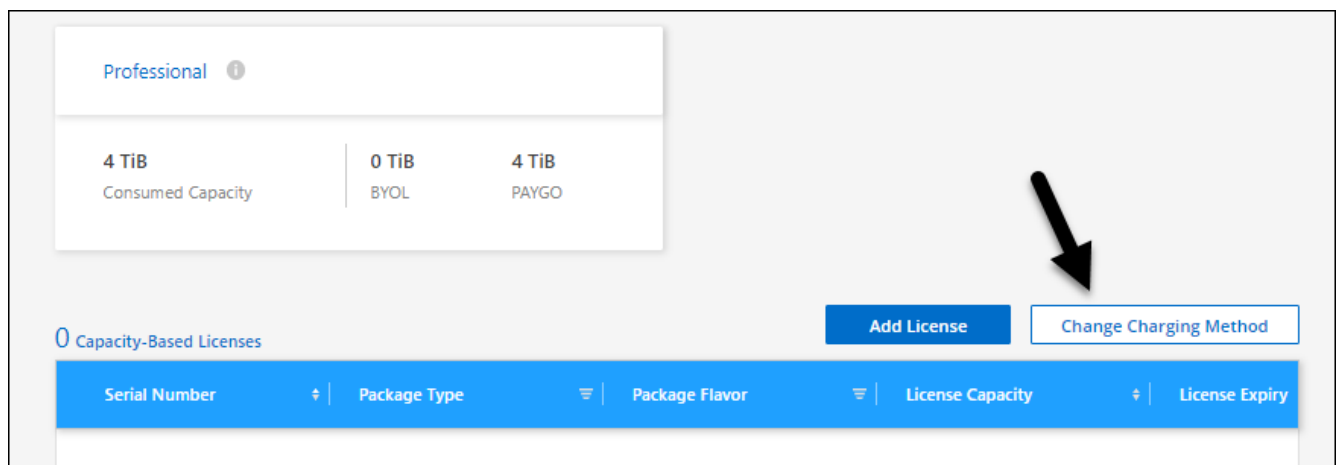 Professional
4 TiB 0 TiB 4 TiB
Consumed Capacity BYOL PAYGO
Add License Change Charging Method
0 Capacity-Based Licenses
Serial Number Package Type Package Flavor License Capacity License Expiry